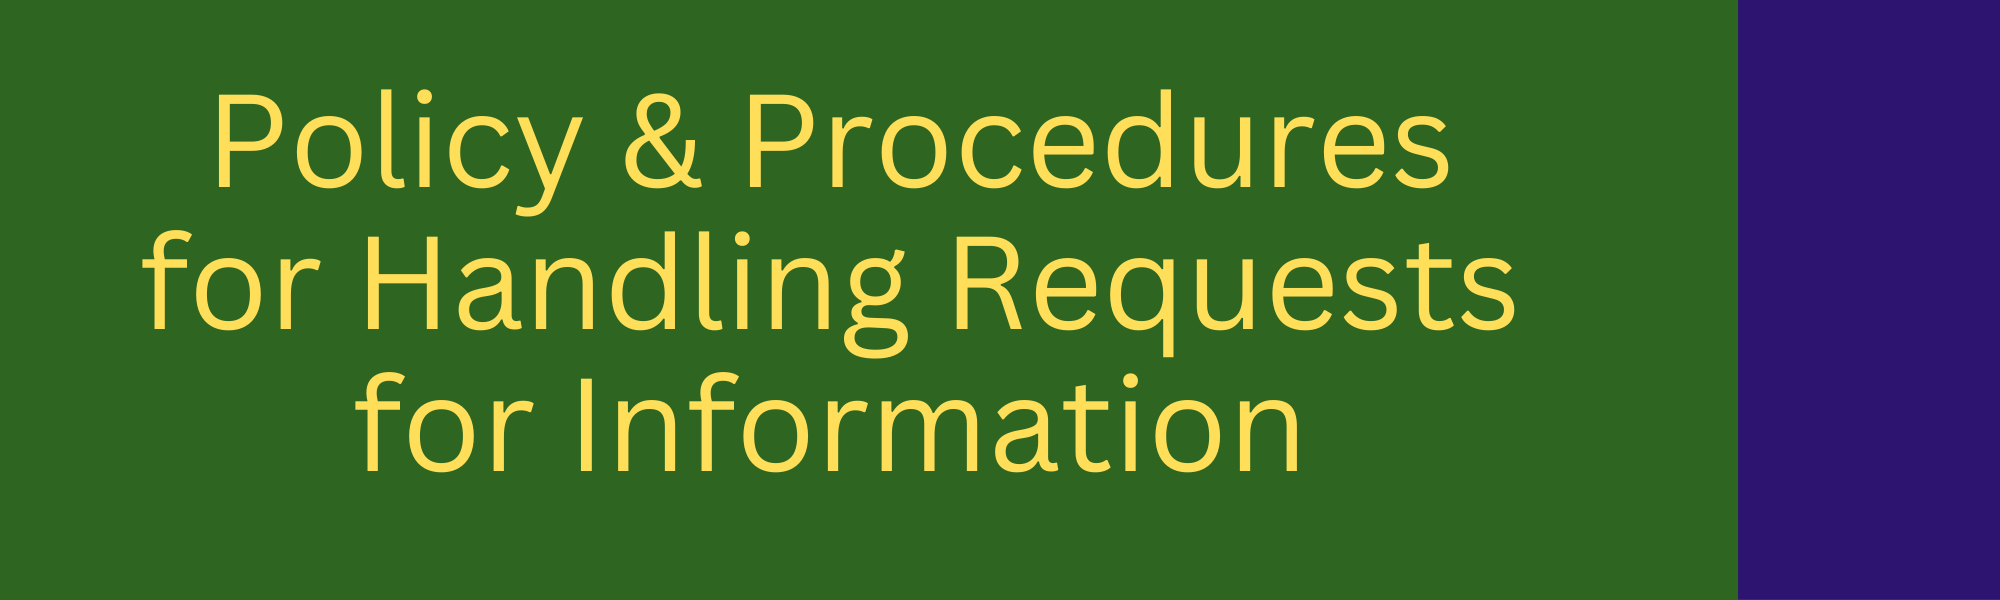 Policy & Procedures
for Handling Requests
for Information